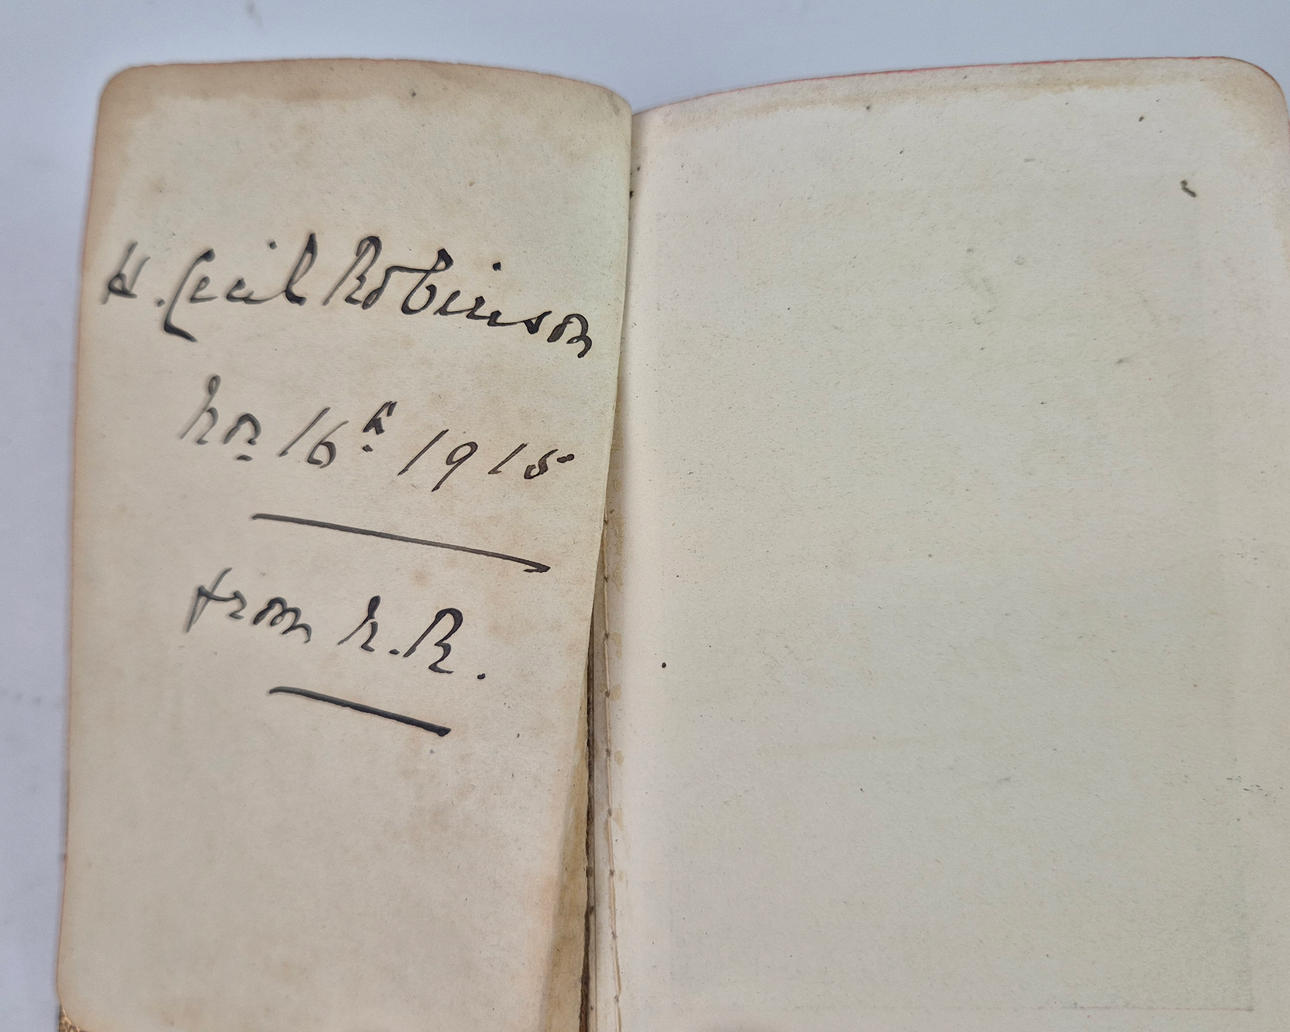 H. Cecil Robinson
Nov 16th 1915
from N.R.